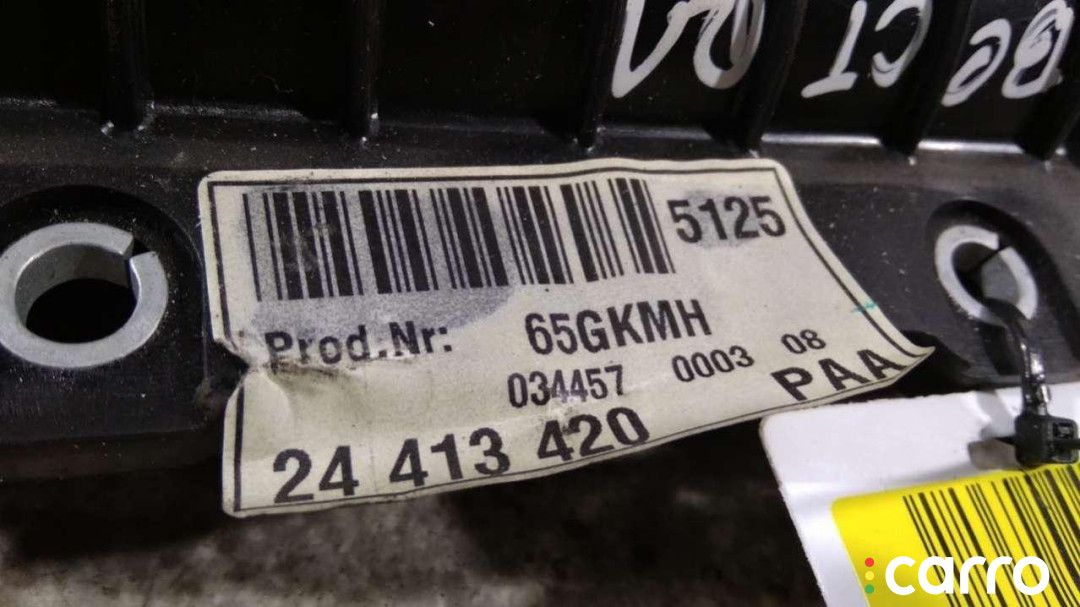 5125
Prod.Nr: 65GKMH
034457 0003 08
24 413 420 PAA
carro